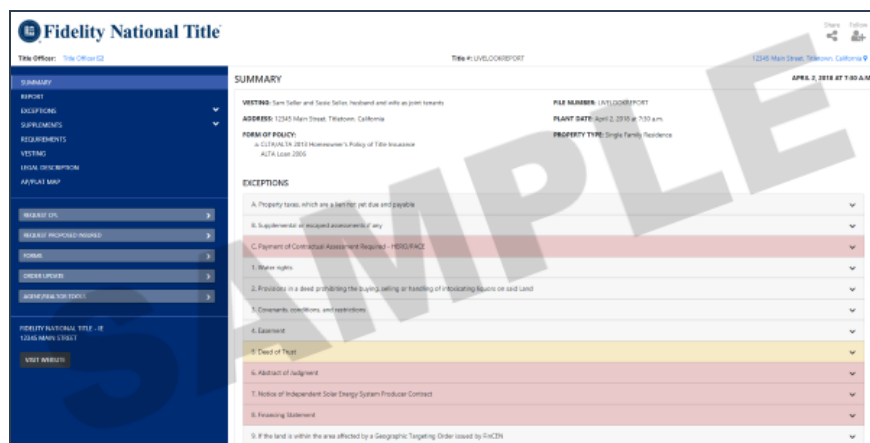 Fidelity National Title
Share Follow
Title Officer: Title Officer
Title #: LIVELOOKREPORT
12345 Main Street, Titletown, California
SUMMARY
REPORT
EXCEPTIONS
SUPPLEMENTS
REQUIREMENTS
VESTING
LEGAL DESCRIPTION
AP/PLAT MAP
REQUEST CPL
REQUEST PROPOSED INSURED
FORMS
ORDER UPDATE
AGENT/REALTOR EDOCS
FIDELITY NATIONAL TITLE - IE
12345 MAIN STREET
VISIT WEBSITE
SUMMARY
APRIL 2, 2018 AT 7:30 A.M
VESTING: Sam Seller and Susie Seller, husband and wife as joint tenants
ADDRESS: 12345 Main Street, Titletown, California
FORM OF POLICY:
a. CLTA/ALTA 2013 Homeowner's Policy of Title Insurance
ALTA Loan 2006
FILE NUMBER: LIVELOOKREPORT
PLANT DATE: April 2, 2018 at 7:30 a.m.
PROPERTY TYPE: Single Family Residence
EXCEPTIONS
A. Property taxes, which are a lien not yet due and payable
B. Supplemental or escaped assessments if any
C. Payment of Contractual Assessment Required - HERO/PACE
1. Water rights
2. Provisions in a deed prohibiting the buying, selling or handling of intoxicating liquors on said Land
3. Covenants, conditions, and restrictions
4. Easement
5. Deed of Trust
6. Abstract of Judgment
7. Notice of Independent Solar Energy System Producer Contract
8. Financing Statement
9. If the land is within the area affected by a Geographic Targeting Order issued by FinCEN
SAMPLE